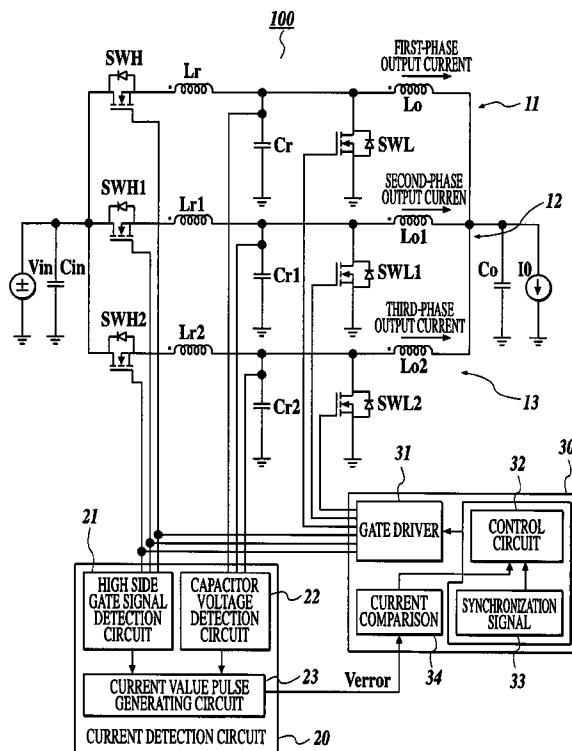 100
FIRST-PHASE
OUTPUT CURRENT
SWH
Lr
Lo
11
Cr
SWL
SWH1
Lr1
SECOND-PHASE
OUTPUT CURREN
Lo1
12
Vin
Cin
Cr1
SWL1
Co
I0
SWH2
Lr2
THIRD-PHASE
OUTPUT CURRENT
Lo2
13
Cr2
SWL2
30
31
32
GATE DRIVER
CONTROL
CIRCUIT
21
HIGH SIDE
GATE SIGNAL
DETECTION
CIRCUIT
CAPACITOR
VOLTAGE
DETECTION
CIRCUIT
22
CURRENT
COMPARISON
SYNCHRONIZATION
SIGNAL
34
33
23
CURRENT VALUE PULSE
GENERATING CIRCUIT
Verror
CURRENT DETECTION CIRCUIT
20